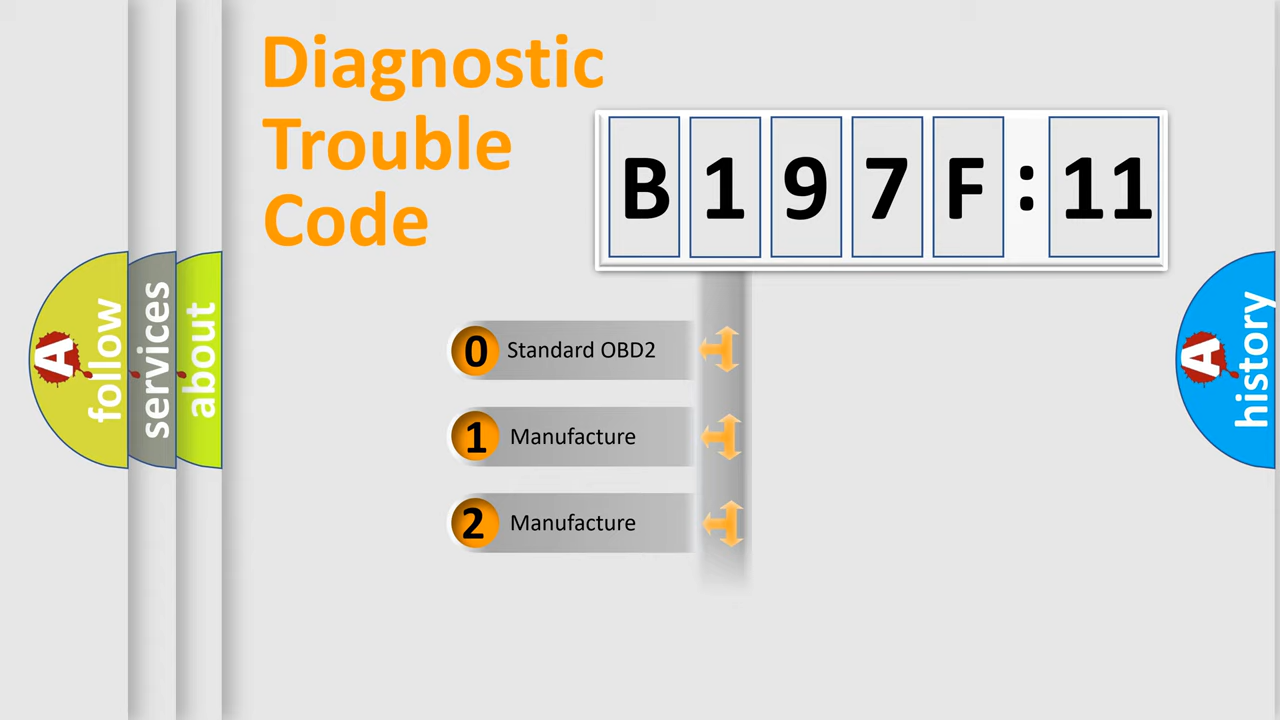 Diagnostic
Trouble
Code
B 1 9 7 F : 11
0 Standard OBD2
1 Manufacture
2 Manufacture
A follow
services
about
A history